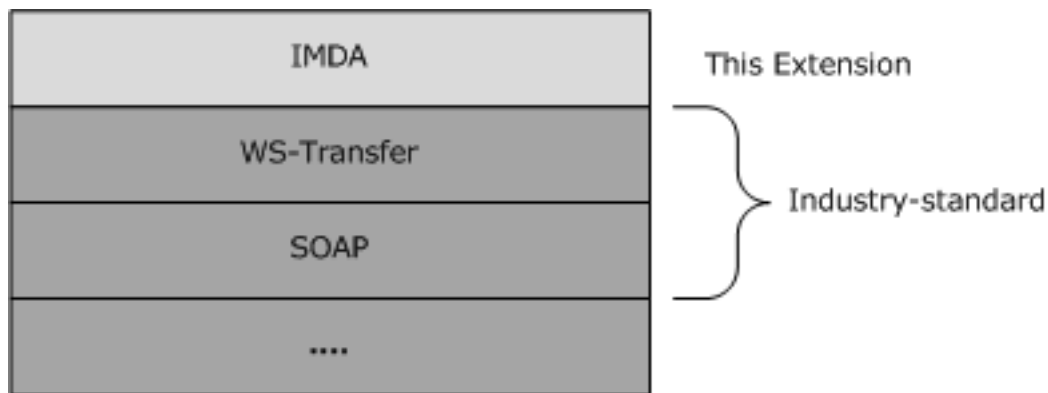 IMDA
This Extension
WS-Transfer
Industry-standard
SOAP
....